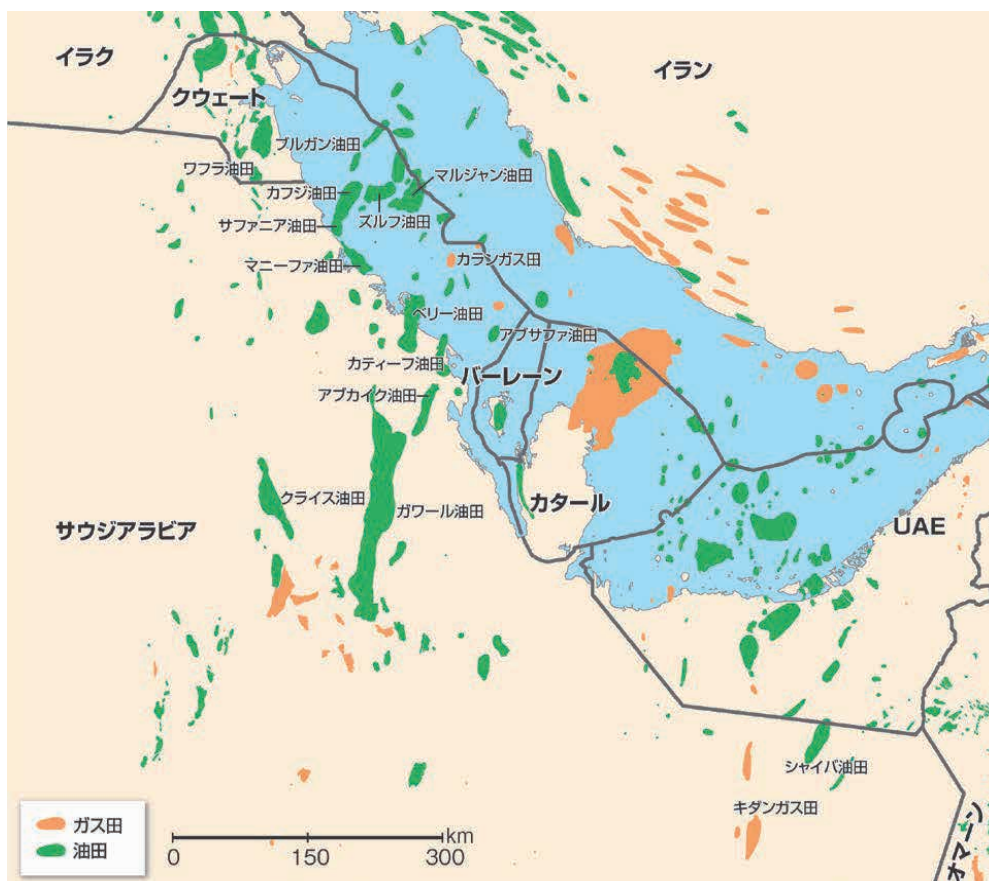 イラク
イラン
クウェート
ブルガン油田
ワフラ油田
マルジャン油田
カフジ油田
ズルフ油田
サファニア油田
マニーファ油田
カランガス田
ベリー油田
アブサファ油田
カティーフ油田
バーレーン
アブカイク油田
クライス油田
カタール
ガワール油田
サウジアラビア
UAE
シャイバ油田
キダンガス田
オマーン
ガス田
油田
km
0
150
300